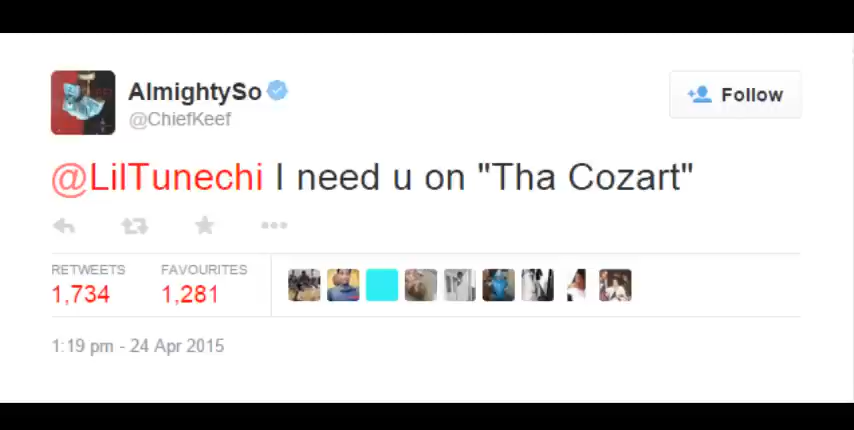 AlmightySo
@ChiefKeef
Follow
@LilTunechi I need u on "Tha Cozart"
RETWEETS FAVOURITES
1,734 1,281
1:19 pm - 24 Apr 2015